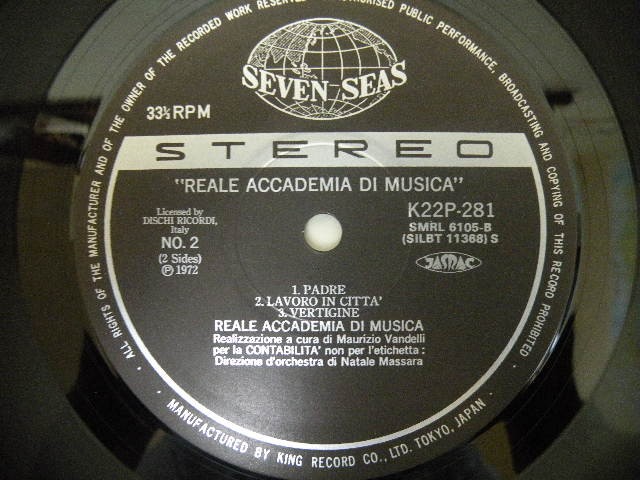 ALL RIGHTS OF THE MANUFACTURER AND OF THE OWNER OF THE RECORDED WORK RESERVED UNAUTHORISED PUBLIC PERFORMANCE, BROADCASTING AND COPYING OF THIS RECORD PROHIBITED
SEVEN SEAS
33⅓ RPM
STEREO
"REALE ACCADEMIA DI MUSICA"
Licensed by
DISCHI RICORDI,
Italy
NO. 2
(2 Sides)
Ⓟ 1972
K22P-281
SMRL 6105-B
(SILBT 11368) S
JASRAC
1. PADRE
2. LAVORO IN CITTA'
3. VERTIGINE
REALE ACCADEMIA DI MUSICA
Realizzazione a cura di Maurizio Vandelli
per la CONTABILITA' non per l'etichetta :
Direzione d'orchestra di Natale Massara
MANUFACTURED BY KING RECORD CO., LTD. TOKYO, JAPAN